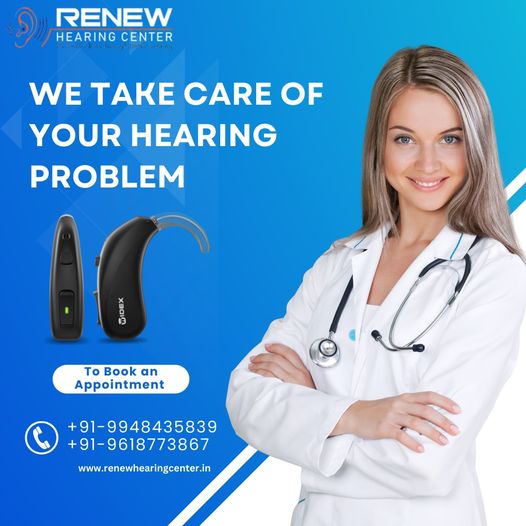 RENEW
HEARING CENTER
WE TAKE CARE OF
YOUR HEARING
PROBLEM
WIDEX
To Book an
Appointment
+91-9948435839
+91-9618773867
www.renewhearingcenter.in